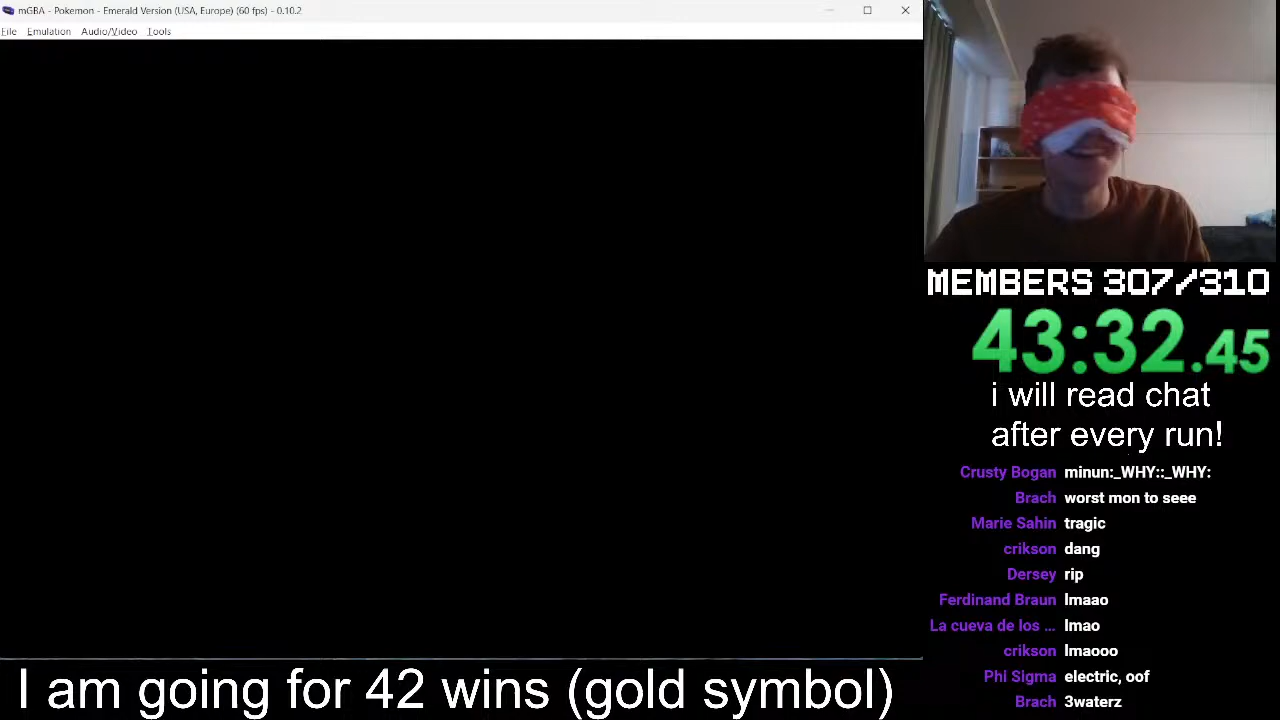 mGBA - Pokemon - Emerald Version (USA, Europe) (60 fps) - 0.10.2
File Emulation Audio/Video Tools
MEMBERS 307/310
43:32.45
i will read chat
after every run!
Crusty Bogan minun:_WHY::_WHY:
Brach worst mon to seee
Marie Sahin tragic
crikson dang
Dersey rip
Ferdinand Braun lmaao
La cueva de los ... lmao
crikson lmaooo
Phi Sigma electric, oof
Brach 3waterz
I am going for 42 wins (gold symbol)